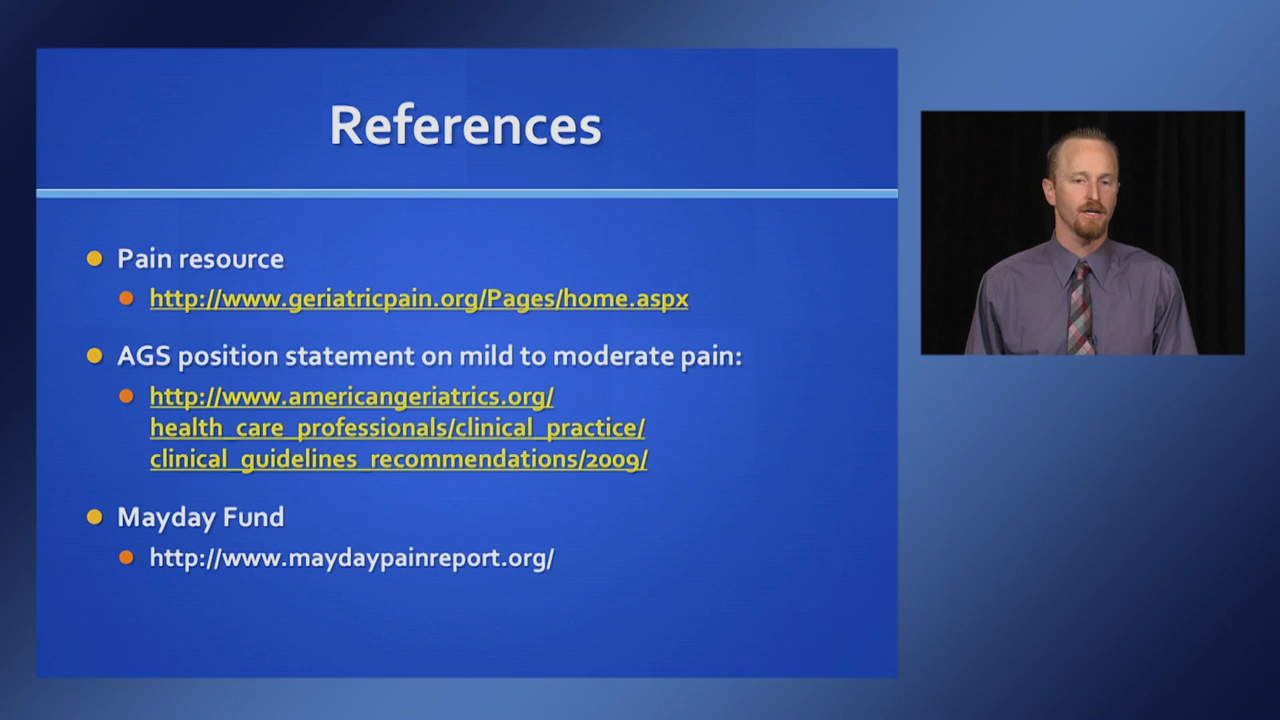 References
Pain resource
http://www.geriatricpain.org/Pages/home.aspx
AGS position statement on mild to moderate pain:
http://www.americangeriatrics.org/
health_care_professionals/clinical_practice/
clinical_guidelines_recommendations/2009/
Mayday Fund
http://www.maydaypainreport.org/